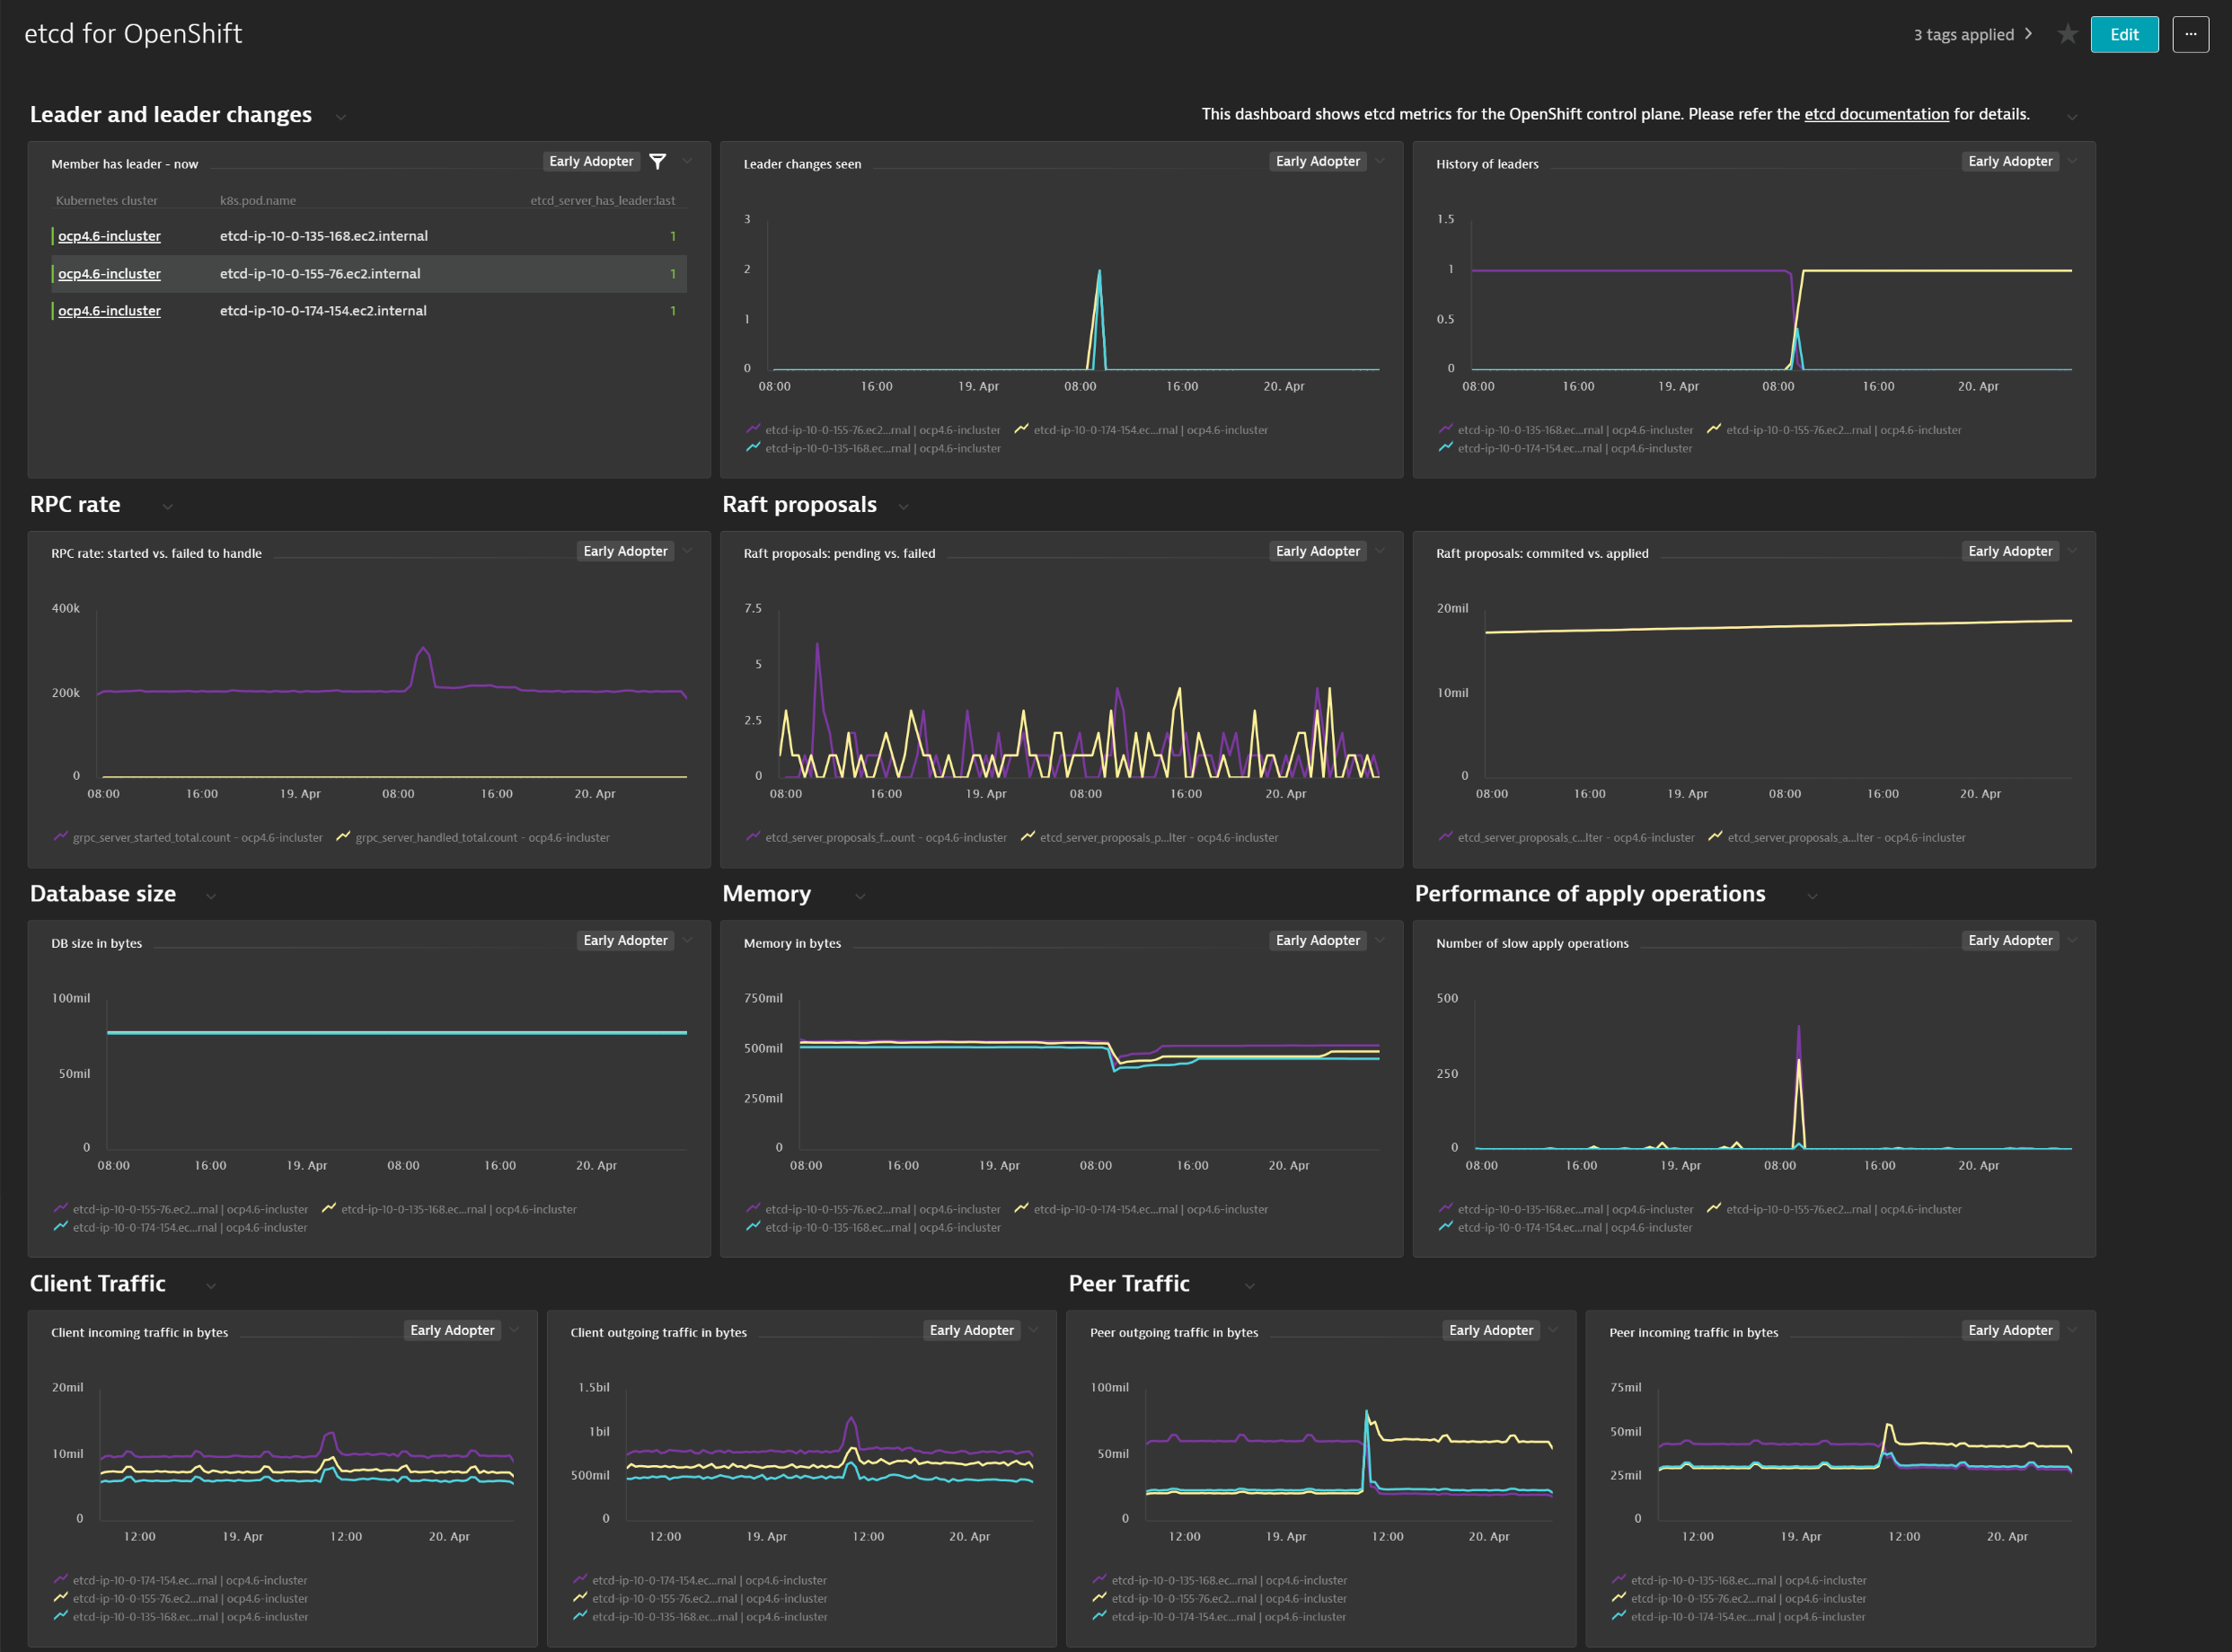 etcd for OpenShift
3 tags applied
Edit
...
Leader and leader changes
This dashboard shows etcd metrics for the OpenShift control plane. Please refer the etcd documentation for details.
Member has leader - now
Early Adopter
Kubernetes cluster k8s.pod.name etcd_server_has_leader:last
ocp4.6-incluster etcd-ip-10-0-135-168.ec2.internal 1
ocp4.6-incluster etcd-ip-10-0-155-76.ec2.internal 1
ocp4.6-incluster etcd-ip-10-0-174-154.ec2.internal 1
Leader changes seen
Early Adopter
3
2
1
0
08:00 16:00 19. Apr 08:00 16:00 20. Apr
etcd-ip-10-0-155-76.ec2...rnal | ocp4.6-incluster etcd-ip-10-0-174-154.ec...rnal | ocp4.6-incluster
etcd-ip-10-0-135-168.ec...rnal | ocp4.6-incluster
History of leaders
Early Adopter
1.5
1
0.5
0
08:00 16:00 19. Apr 08:00 16:00 20. Apr
etcd-ip-10-0-135-168.ec...rnal | ocp4.6-incluster etcd-ip-10-0-155-76.ec2...rnal | ocp4.6-incluster
etcd-ip-10-0-174-154.ec...rnal | ocp4.6-incluster
RPC rate
RPC rate: started vs. failed to handle
Early Adopter
400k
200k
0
08:00 16:00 19. Apr 08:00 16:00 20. Apr
grpc_server_started_total.count - ocp4.6-incluster grpc_server_handled_total.count - ocp4.6-incluster
Raft proposals
Raft proposals: pending vs. failed
Early Adopter
7.5
5
2.5
0
08:00 16:00 19. Apr 08:00 16:00 20. Apr
etcd_server_proposals_f...ount - ocp4.6-incluster etcd_server_proposals_p...lter - ocp4.6-incluster
Raft proposals: commited vs. applied
Early Adopter
20mil
10mil
0
08:00 16:00 19. Apr 08:00 16:00 20. Apr
etcd_server_proposals_c...lter - ocp4.6-incluster etcd_server_proposals_a...lter - ocp4.6-incluster
Database size
DB size in bytes
Early Adopter
100mil
50mil
0
08:00 16:00 19. Apr 08:00 16:00 20. Apr
etcd-ip-10-0-155-76.ec2...rnal | ocp4.6-incluster etcd-ip-10-0-135-168.ec...rnal | ocp4.6-incluster
etcd-ip-10-0-174-154.ec...rnal | ocp4.6-incluster
Memory
Memory in bytes
Early Adopter
750mil
500mil
250mil
0
08:00 16:00 19. Apr 08:00 16:00 20. Apr
etcd-ip-10-0-155-76.ec2...rnal | ocp4.6-incluster etcd-ip-10-0-174-154.ec...rnal | ocp4.6-incluster
etcd-ip-10-0-135-168.ec...rnal | ocp4.6-incluster
Performance of apply operations
Number of slow apply operations
Early Adopter
500
250
0
08:00 16:00 19. Apr 08:00 16:00 20. Apr
etcd-ip-10-0-135-168.ec...rnal | ocp4.6-incluster etcd-ip-10-0-155-76.ec2...rnal | ocp4.6-incluster
etcd-ip-10-0-174-154.ec...rnal | ocp4.6-incluster
Client Traffic
Client incoming traffic in bytes
Early Adopter
20mil
10mil
0
12:00 19. Apr 12:00 20. Apr
etcd-ip-10-0-174-154.ec...rnal | ocp4.6-incluster
etcd-ip-10-0-155-76.ec2...rnal | ocp4.6-incluster
etcd-ip-10-0-135-168.ec...rnal | ocp4.6-incluster
Client outgoing traffic in bytes
Early Adopter
1.5bil
1bil
500mil
0
12:00 19. Apr 12:00 20. Apr
etcd-ip-10-0-174-154.ec...rnal | ocp4.6-incluster
etcd-ip-10-0-155-76.ec2...rnal | ocp4.6-incluster
etcd-ip-10-0-135-168.ec...rnal | ocp4.6-incluster
Peer Traffic
Peer outgoing traffic in bytes
Early Adopter
100mil
50mil
0
12:00 19. Apr 12:00 20. Apr
etcd-ip-10-0-135-168.ec...rnal | ocp4.6-incluster
etcd-ip-10-0-155-76.ec2...rnal | ocp4.6-incluster
etcd-ip-10-0-174-154.ec...rnal | ocp4.6-incluster
Peer incoming traffic in bytes
Early Adopter
75mil
50mil
25mil
0
12:00 19. Apr 12:00 20. Apr
etcd-ip-10-0-135-168.ec...rnal | ocp4.6-incluster
etcd-ip-10-0-155-76.ec2...rnal | ocp4.6-incluster
etcd-ip-10-0-174-154.ec...rnal | ocp4.6-incluster